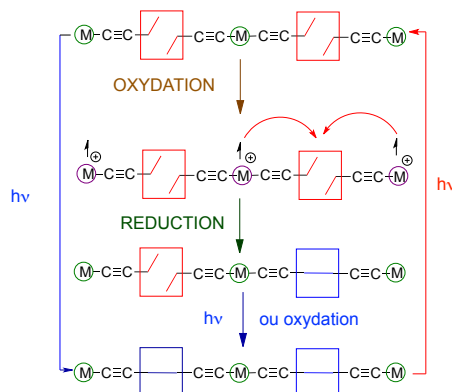 M-C≡C C≡C-M-C≡C C≡C-M
OXYDATION
⊕ ⊕ ⊕
M-C≡C C≡C-M-C≡C C≡C-M
hν hν
REDUCTION
M-C≡C C≡C-M-C≡C C≡C-M
hν ou oxydation
M-C≡C C≡C-M-C≡C C≡C-M